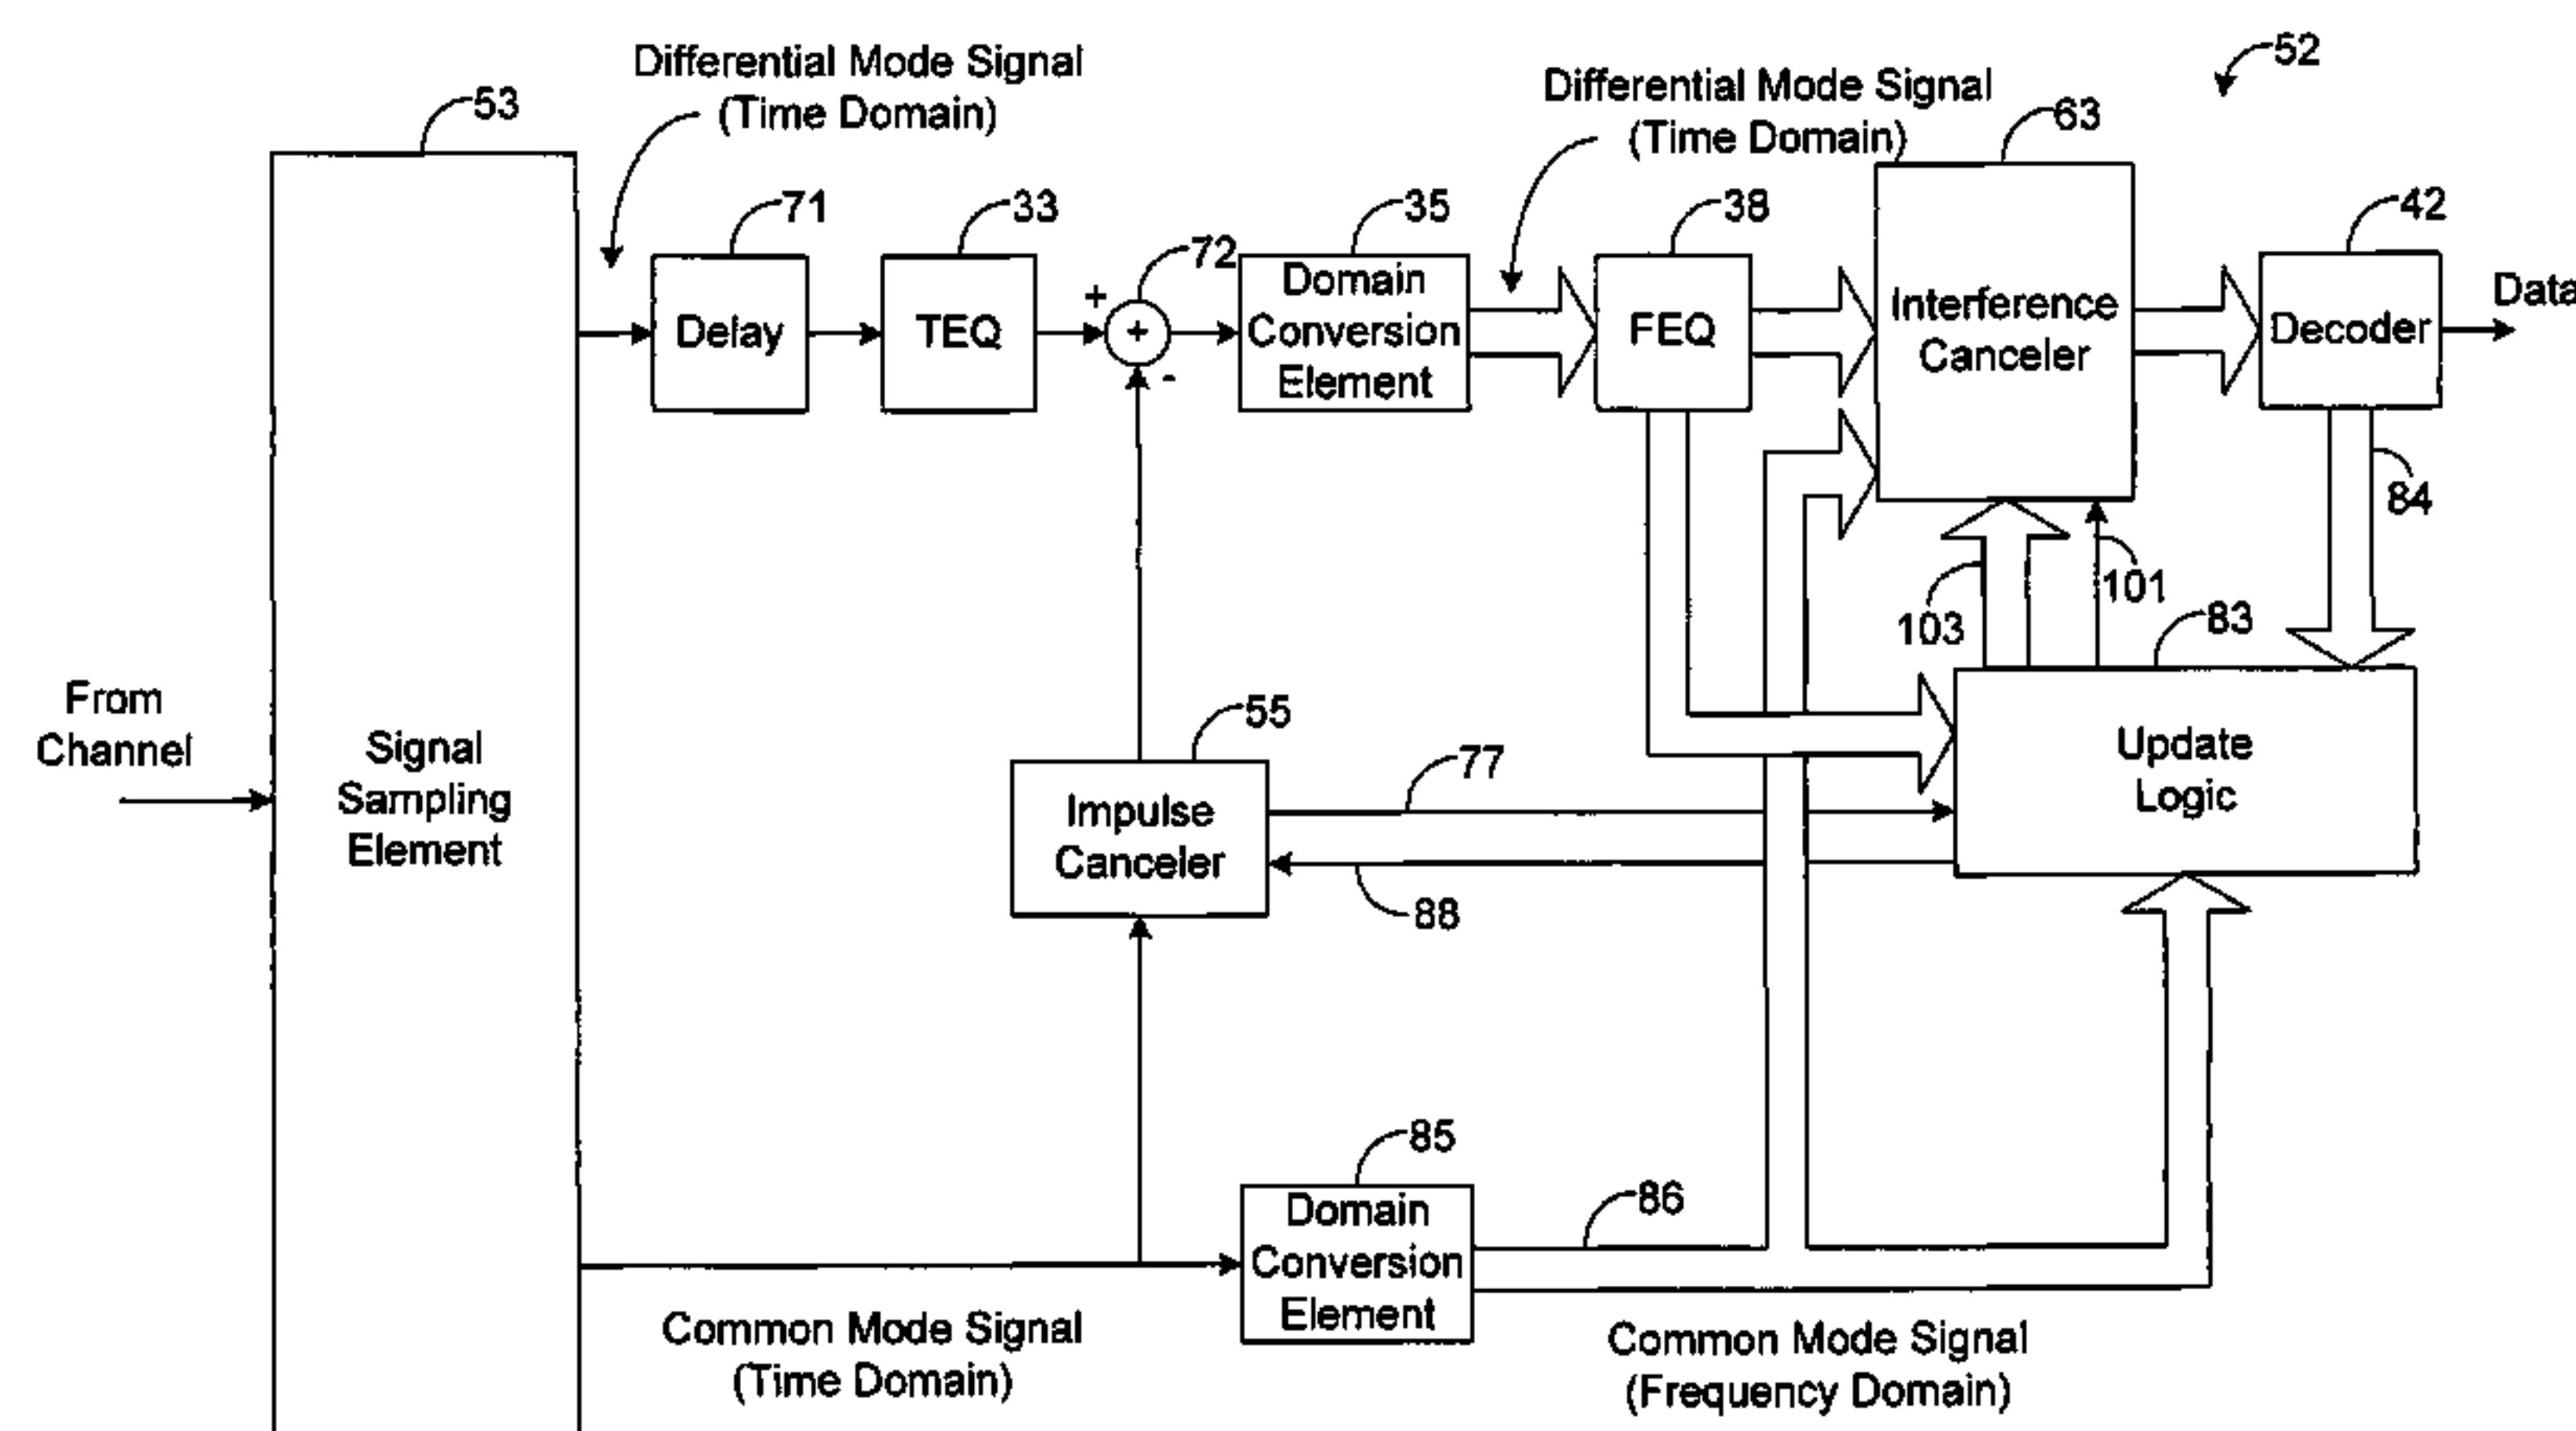 52
Differential Mode Signal
(Time Domain)
Differential Mode Signal
(Time Domain)
53
63
71
33
72
35
38
42
Delay
TEQ
+
+
-
Domain
Conversion
Element
FEQ
Interference
Canceler
Decoder
Data
84
103
101
83
From
Channel
Signal
Sampling
Element
55
Impulse
Canceler
77
88
Update
Logic
85
Domain
Conversion
Element
86
Common Mode Signal
(Time Domain)
Common Mode Signal
(Frequency Domain)